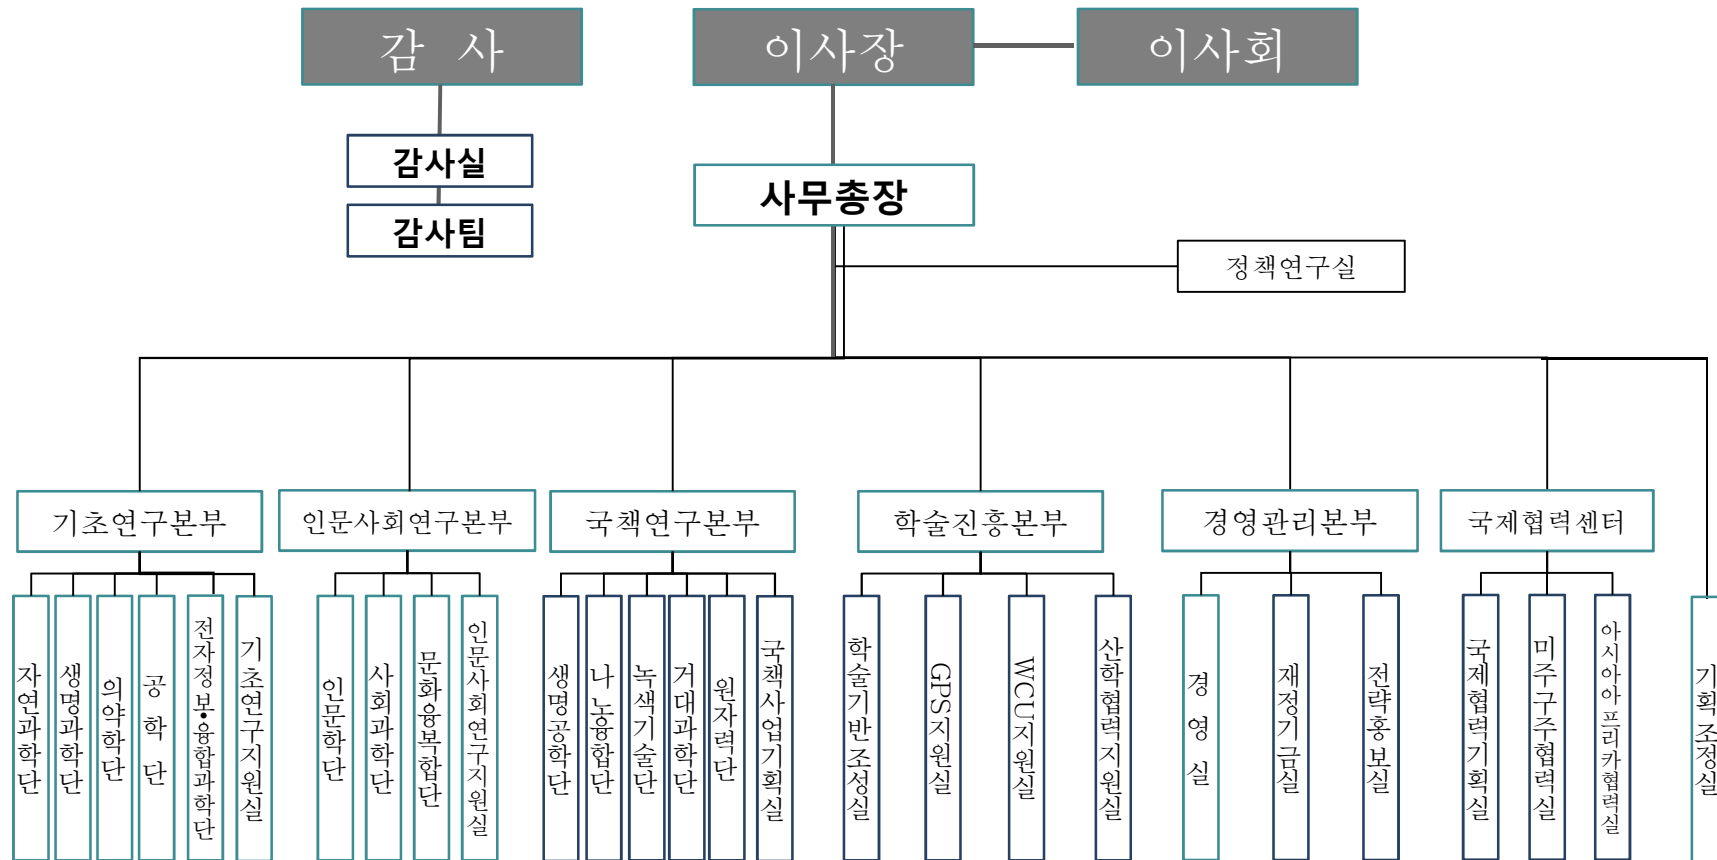 감 사
이사장
이사회
감사실
감사팀
사무총장
정책연구실
기초연구본부
인문사회연구본부
국책연구본부
학술진흥본부
경영관리본부
국제협력센터
자연과학단
생명과학단
의약학단
공 학 단
전자정보•융합과학단
기초연구지원실
인문학단
사회과학단
문화융복합단
인문사회연구지원실
생명공학단
나노융합단
녹색기술단
거대과학단
원자력단
국책사업기획실
학술기반조성실
GPS지원실
WCU지원실
산학협력지원실
경 영 실
재정기금실
전략홍보실
국제협력기획실
미주구주협력실
아시아아프리카협력실
기획조정실